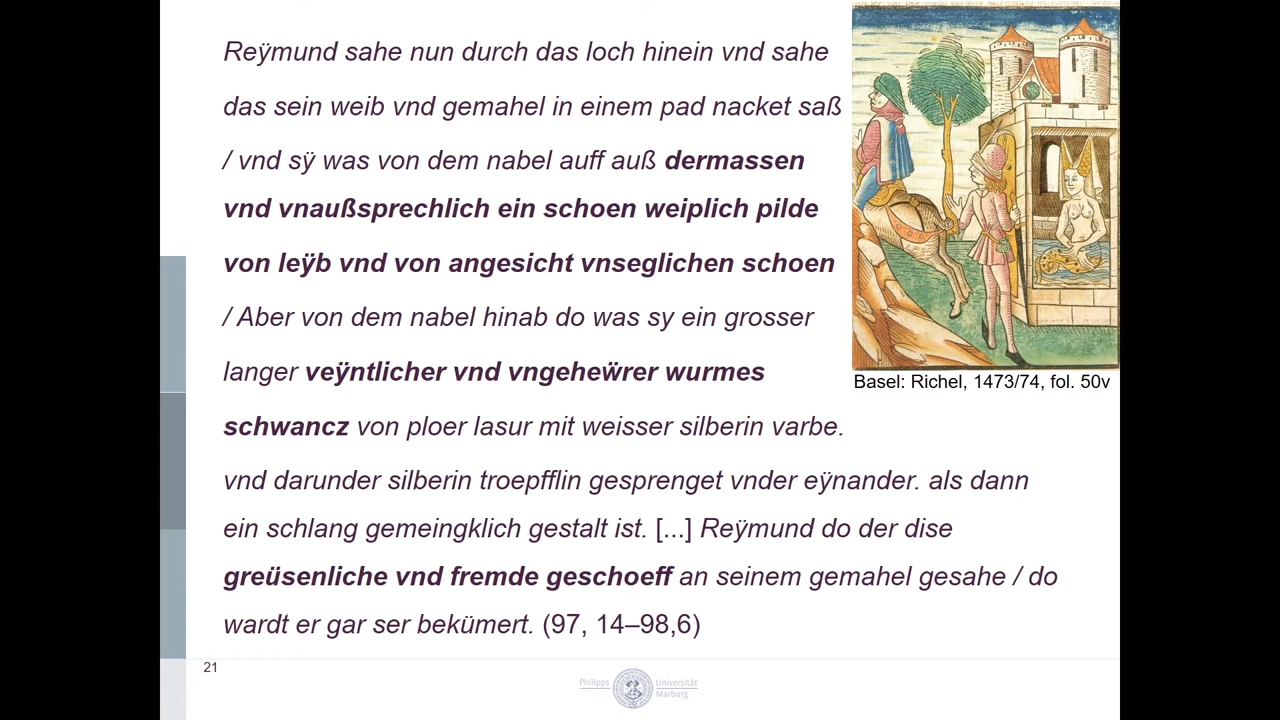 Reÿmund sahe nun durch das loch hinein vnd sahe
das sein weib vnd gemahel in einem pad nacket saß
/ vnd sÿ was von dem nabel auff auß dermassen
vnd vnaußsprechlich ein schoen weiplich pilde
von leÿb vnd von angesicht vnseglichen schoen
/ Aber von dem nabel hinab do was sy ein grosser
langer veÿntlicher vnd vngeheẅrer wurmes
schwancz von ploer lasur mit weisser silberin varbe.
vnd darunder silberin troepfflin gesprenget vnder eÿnander. als dann
ein schlang gemeingklich gestalt ist. [...] Reÿmund do der dise
greüsenliche vnd fremde geschoeff an seinem gemahel gesahe / do
wardt er gar ser bekümert. (97, 14–98,6)
Basel: Richel, 1473/74, fol. 50v
21
Philipps Universität
Marburg